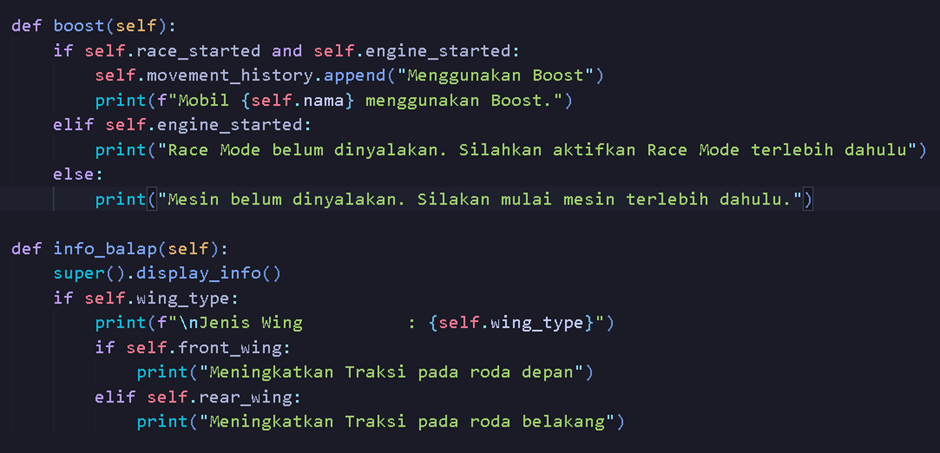 def boost(self):
    if self.race_started and self.engine_started:
        self.movement_history.append("Menggunakan Boost")
        print(f"Mobil {self.nama} menggunakan Boost.")
    elif self.engine_started:
        print("Race Mode belum dinyalakan. Silahkan aktifkan Race Mode terlebih dahulu")
    else:
        print("Mesin belum dinyalakan. Silakan mulai mesin terlebih dahulu.")

def info_balap(self):
    super().display_info()
    if self.wing_type:
        print(f"\nJenis Wing          : {self.wing_type}")
        if self.front_wing:
            print("Meningkatkan Traksi pada roda depan")
        elif self.rear_wing:
            print("Meningkatkan Traksi pada roda belakang")